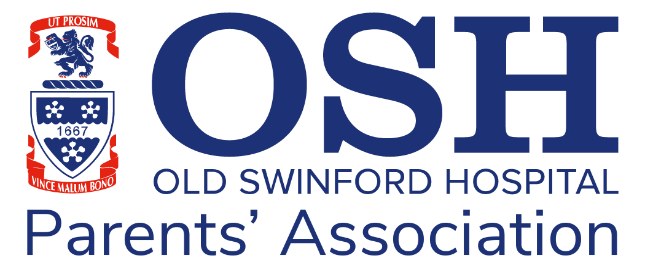 UT PROSIM
1667
VINCE MALUM BONO
OSH
OLD SWINFORD HOSPITAL
Parents’ Association